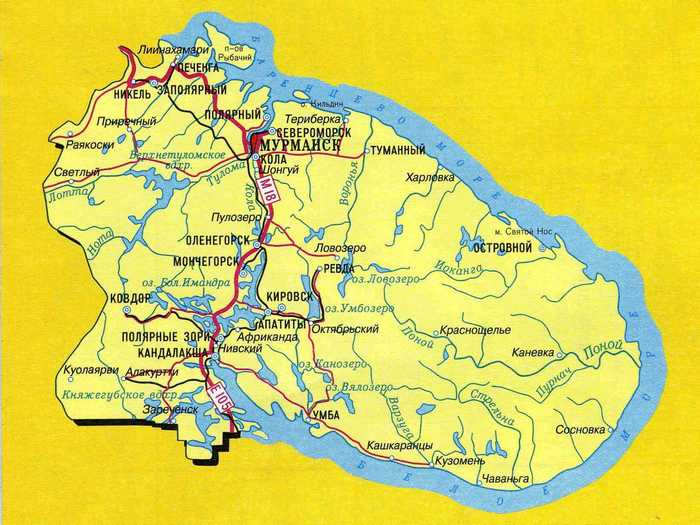 п-ов
Рыбачий
Лиинахамари
ПЕЧЕНГА
БАРЕНЦЕВО МОРЕ
НИКЕЛЬ
ЗАПОЛЯРНЫЙ
о. Кильдин
Приречный
ПОЛЯРНЫЙ
Териберка
СЕВЕРОМОРСК
Раякоски
МУРМАНСК
Верхнетуломское
вдхр.
КОЛА
ТУМАННЫЙ
Светлый
Тулома
Шонгуй
Воронья
Харловка
Лотта
Кола
М 18
Пулозеро
м. Святой Нос
Нота
ОЛЕНЕГОРСК
Ловозеро
ОСТРОВНОЙ
МОНЧЕГОРСК
РЕВДА
Иоканга
оз. Бол.Имандра
оз.Ловозеро
КОВДОР
КИРОВСК
оз.Умбозеро
АПАТИТЫ
Октябрьский
ПОЛЯРНЫЕ ЗОРИ
Африканда
Поной
Краснощелье
КАНДАЛАКША
Нивский
Каневка
Поной
Куолаярви
Алакуртти
оз.Канозеро
Пурнач
Княжегубское вдхр.
Е 105
оз.Вялозеро
Стрельна
Зареченск
УМБА
Варзуга
Сосновка
Кашкаранцы
Кузомень
Чаваньга
БЕЛОЕ МОРЕ